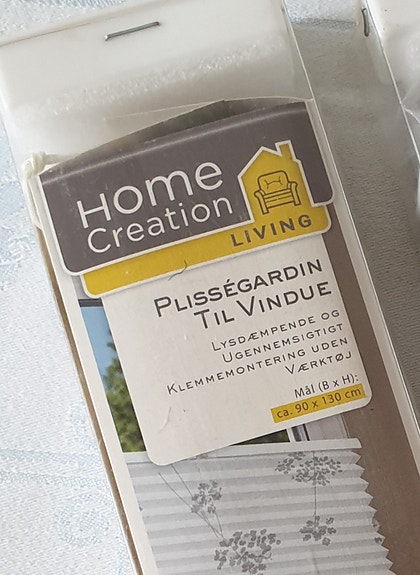 Home
Creation
LIVING
PLISSÉGARDIN
TIL VINDUE
LYSDÆMPENDE OG
UGENNEMSIGTIGT
KLEMMEMONTERING UDEN
VÆRKTØJ
Mål (B x H):
ca. 90 x 130 cm